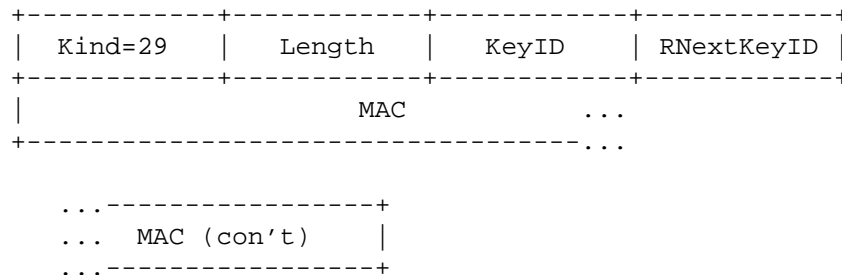 Kind=29 Length KeyID RNextKeyID
MAC ...
...
...
... MAC (con't)
...